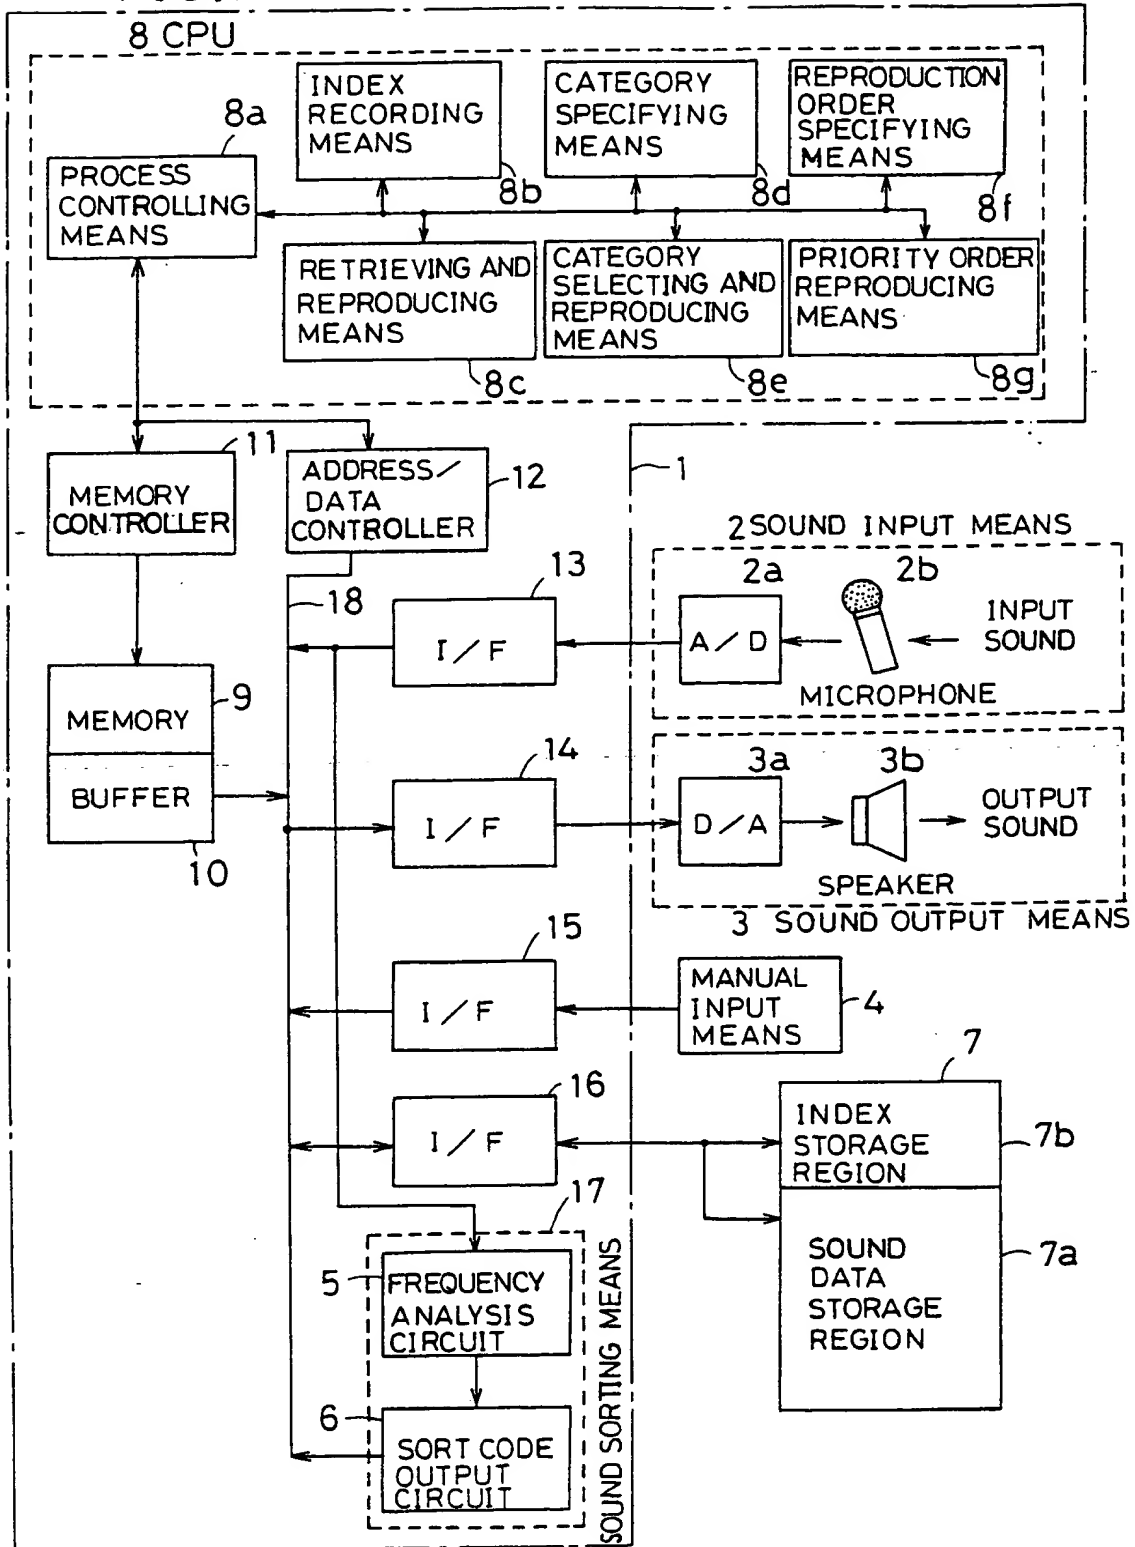 8 CPU
8a
PROCESS
CONTROLLING
MEANS
INDEX
RECORDING
MEANS
8b
CATEGORY
SPECIFYING
MEANS
8d
REPRODUCTION
ORDER
SPECIFYING
MEANS
8f
RETRIEVING AND
REPRODUCING
MEANS
8c
CATEGORY
SELECTING AND
REPRODUCING
MEANS
8e
PRIORITY ORDER
REPRODUCING
MEANS
8g
11
MEMORY
CONTROLLER
ADDRESS/
DATA
CONTROLLER
12
1
2 SOUND INPUT MEANS
2a
2b
A/D
INPUT
SOUND
MICROPHONE
13
I/F
18
9
MEMORY
BUFFER
10
14
I/F
3a
3b
D/A
OUTPUT
SOUND
SPEAKER
3 SOUND OUTPUT MEANS
15
I/F
MANUAL
INPUT
MEANS
4
16
I/F
7
INDEX
STORAGE
REGION
7b
SOUND
DATA
STORAGE
REGION
7a
17
5
FREQUENCY
ANALYSIS
CIRCUIT
6
SORT CODE
OUTPUT
CIRCUIT
SOUND SORTING MEANS